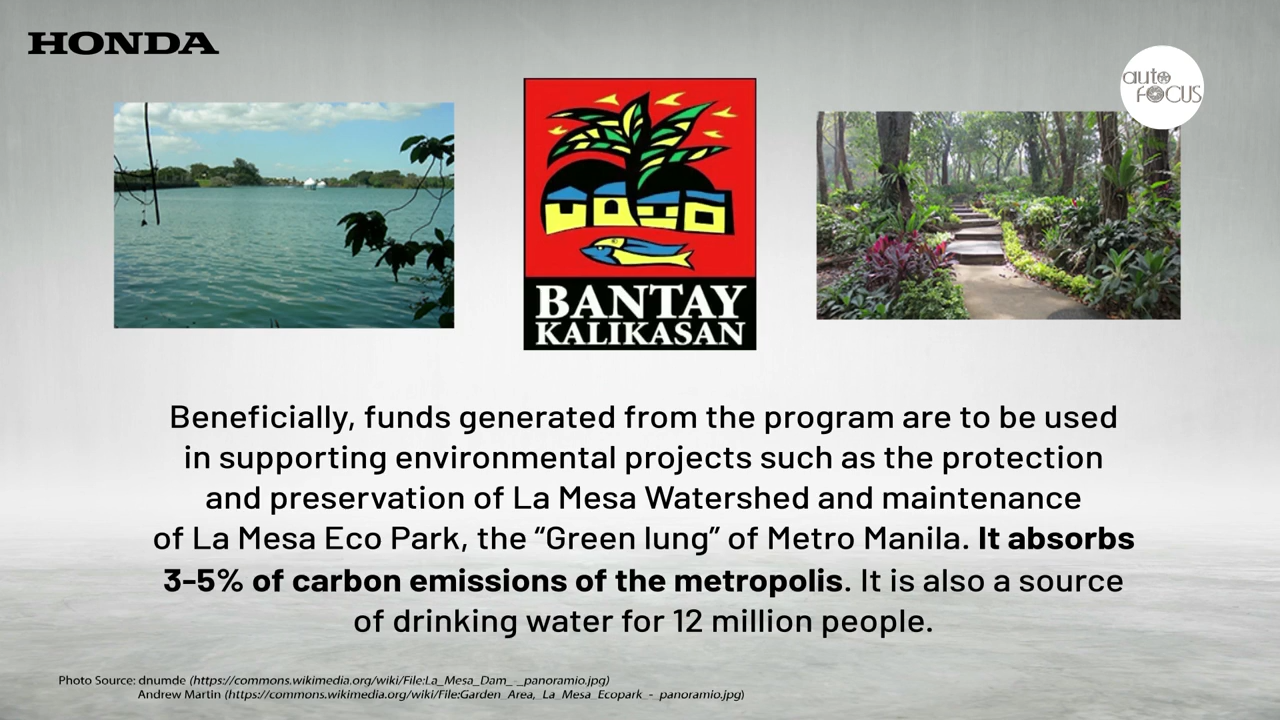 HONDA
auto
FOCUS
BANTAY
KALIKASAN
Beneficially, funds generated from the program are to be used
in supporting environmental projects such as the protection
and preservation of La Mesa Watershed and maintenance
of La Mesa Eco Park, the “Green lung” of Metro Manila. It absorbs
3-5% of carbon emissions of the metropolis. It is also a source
of drinking water for 12 million people.
Photo Source: dnumde (https://commons.wikimedia.org/wiki/File:La_Mesa_Dam_-_panoramio.jpg)
Andrew Martin (https://commons.wikimedia.org/wiki/File:Garden_Area,_La_Mesa_Ecopark_-_panoramio.jpg)